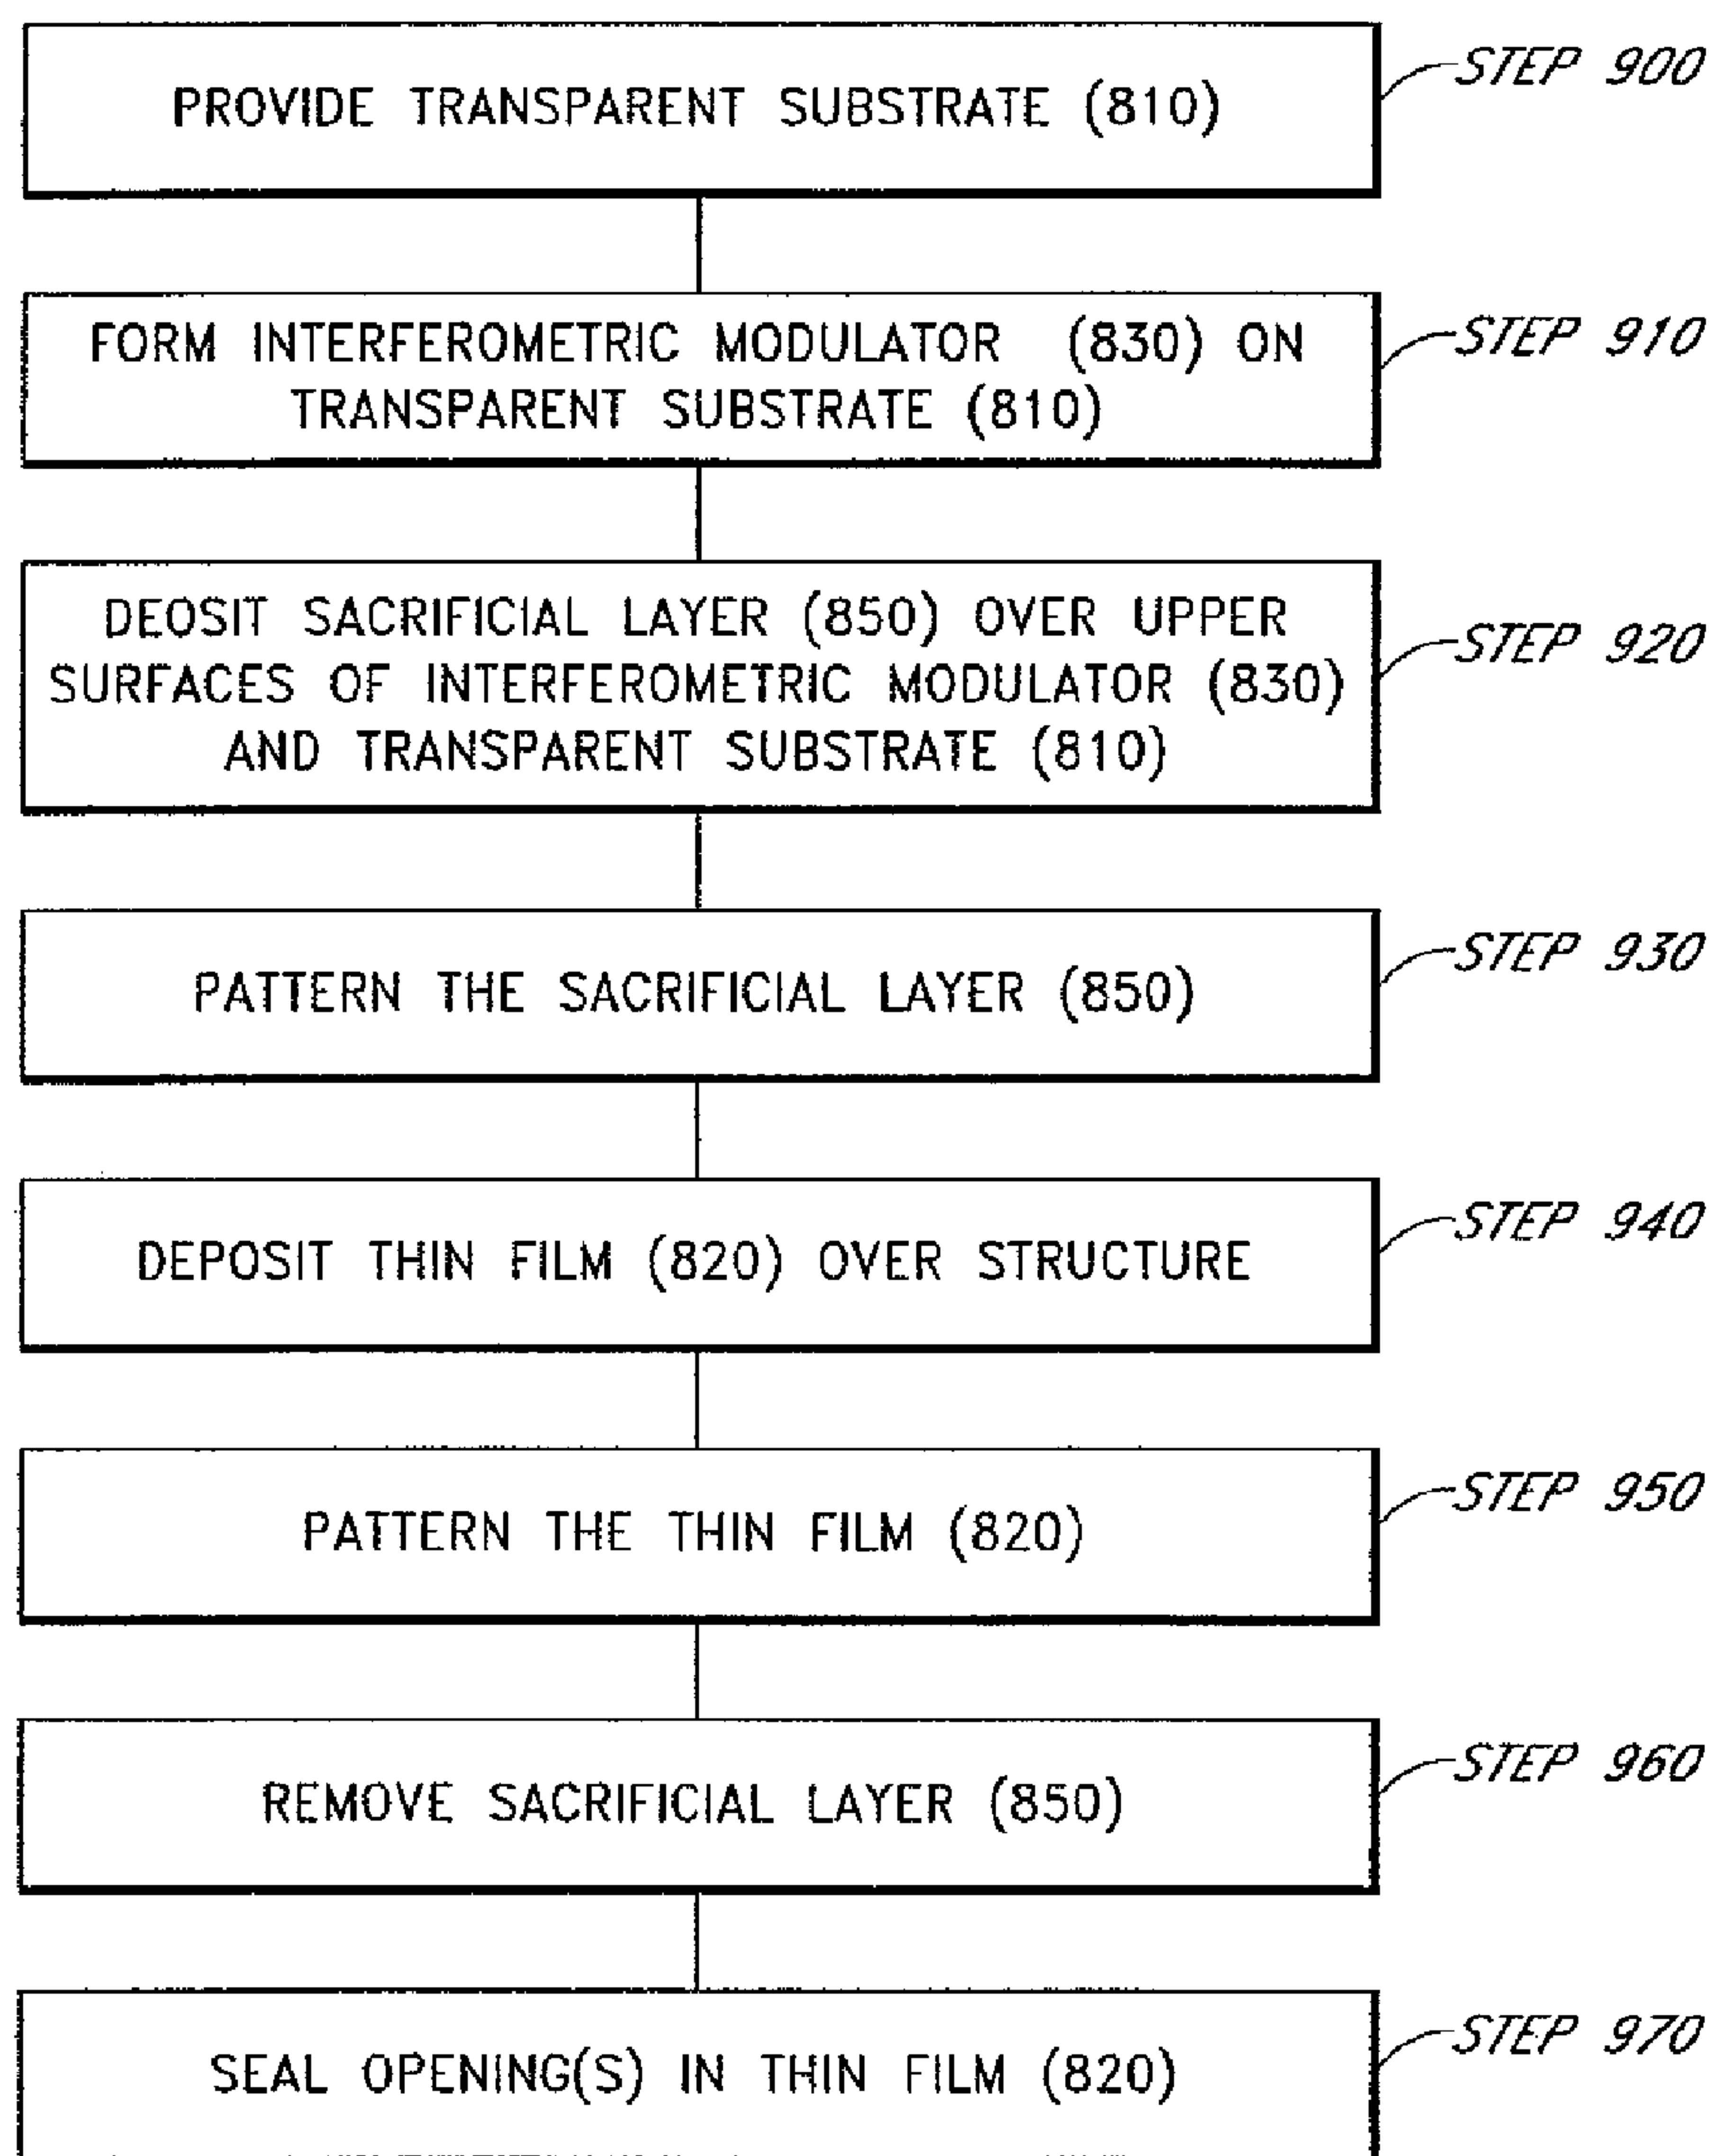 PROVIDE TRANSPARENT SUBSTRATE (810)
STEP 900
FORM INTERFEROMETRIC MODULATOR (830) ON
TRANSPARENT SUBSTRATE (810)
STEP 910
DEOSIT SACRIFICIAL LAYER (850) OVER UPPER
SURFACES OF INTERFEROMETRIC MODULATOR (830)
AND TRANSPARENT SUBSTRATE (810)
STEP 920
PATTERN THE SACRIFICIAL LAYER (850)
STEP 930
DEPOSIT THIN FILM (820) OVER STRUCTURE
STEP 940
PATTERN THE THIN FILM (820)
STEP 950
REMOVE SACRIFICIAL LAYER (850)
STEP 960
SEAL OPENING(S) IN THIN FILM (820)
STEP 970